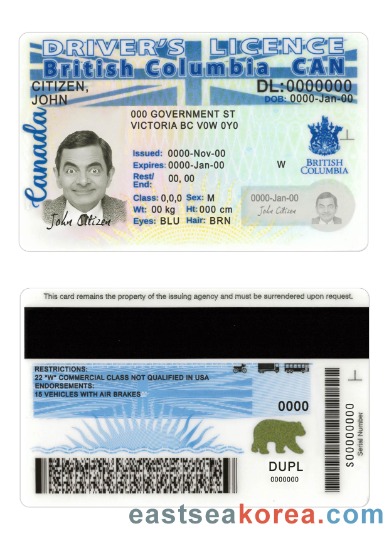 DRIVER'S LICENCE
British Columbia CAN
CITIZEN,
JOHN
DL:0000000
DOB: 0000-Jan-00
000 GOVERNMENT ST
VICTORIA BC V0W 0Y0
Canada
Issued: 0000-Nov-00
Expires: 0000-Jan-00
W
Rest/
End: 00, 00
BRITISH
COLUMBIA
Class: 0,0,0 Sex: M
Wt: 00 kg Ht: 000 cm
Eyes: BLU Hair: BRN
John Citizen
0000-Jan-00
John Citizen
This card remains the property of the issuing agency and must be surrendered upon request.
RESTRICTIONS:
22 "W" COMMERCIAL CLASS NOT QUALIFIED IN USA
ENDORSEMENTS:
15 VEHICLES WITH AIR BRAKES
0000
DUPL
0000000
S00000000
Serial Number
eastseakorea.com